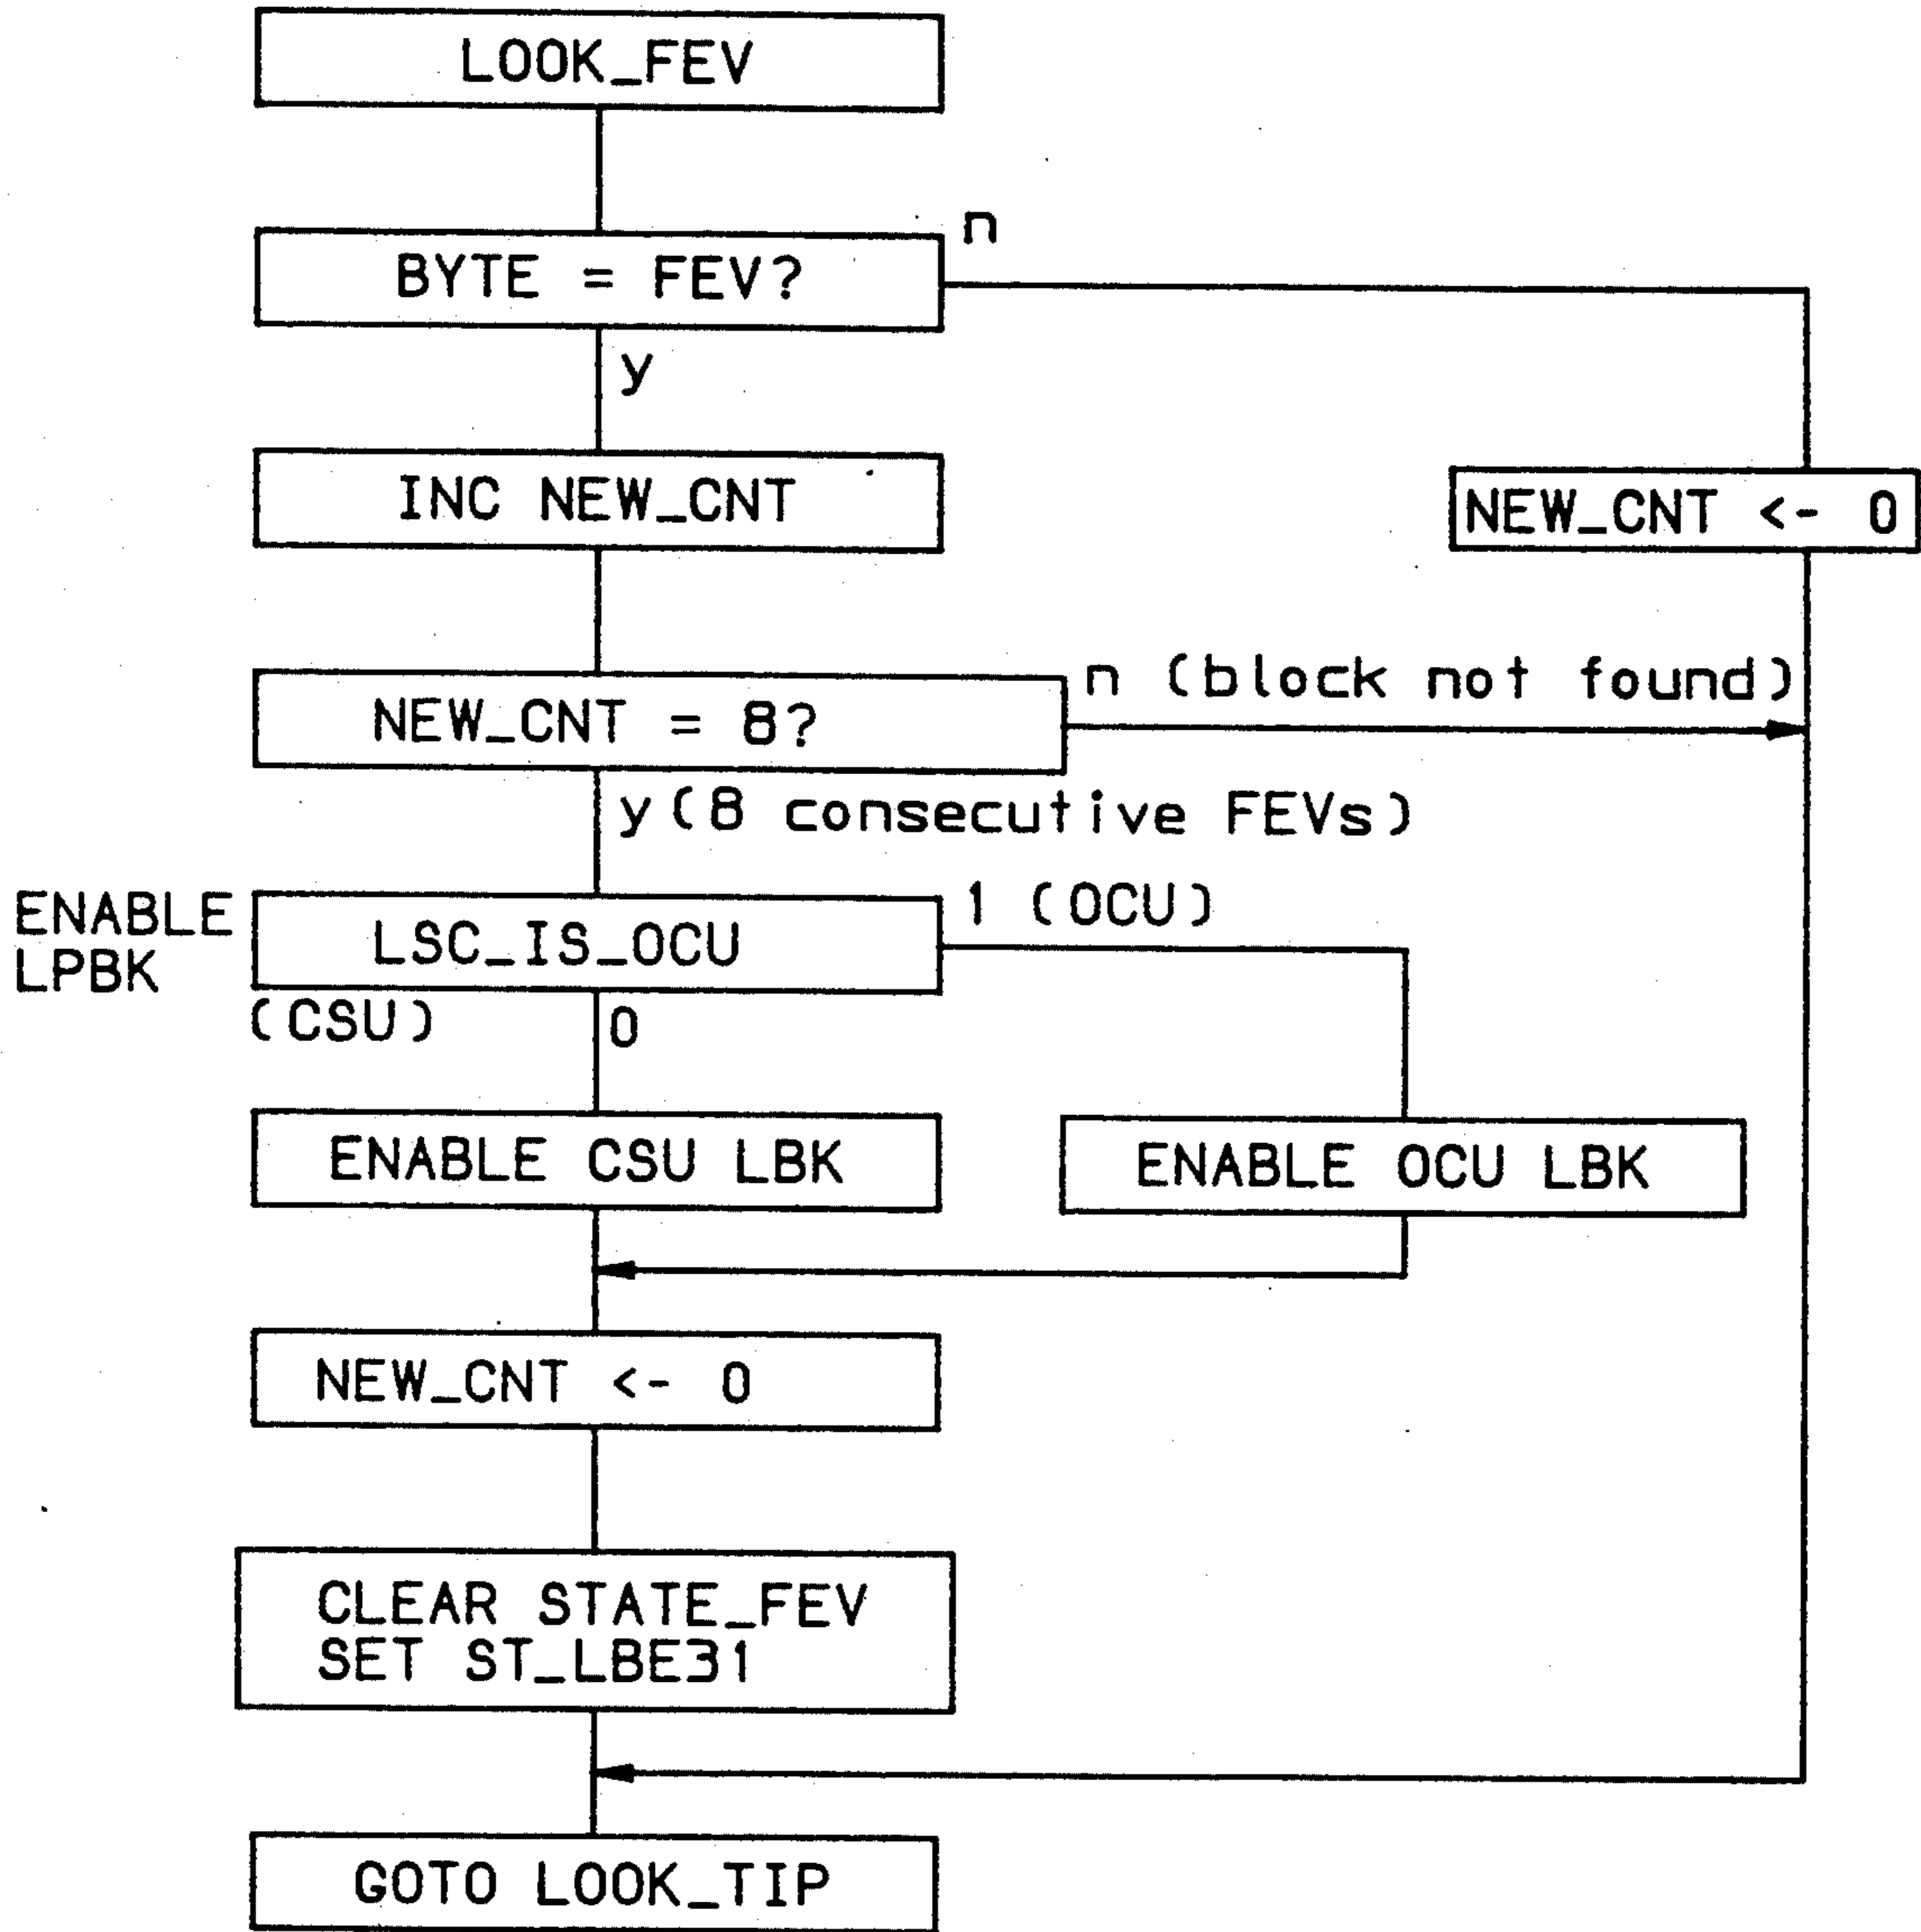 LOOK_FEV
n
BYTE = FEV?
y
INC NEW_CNT
NEW_CNT <- 0
n (block not found)
NEW_CNT = 8?
y(8 consecutive FEVs)
ENABLE
LPBK
LSC_IS_OCU
1 (OCU)
(CSU)
0
ENABLE CSU LBK
ENABLE OCU LBK
NEW_CNT <- 0
CLEAR STATE_FEV
SET ST_LBE31
GOTO LOOK_TIP